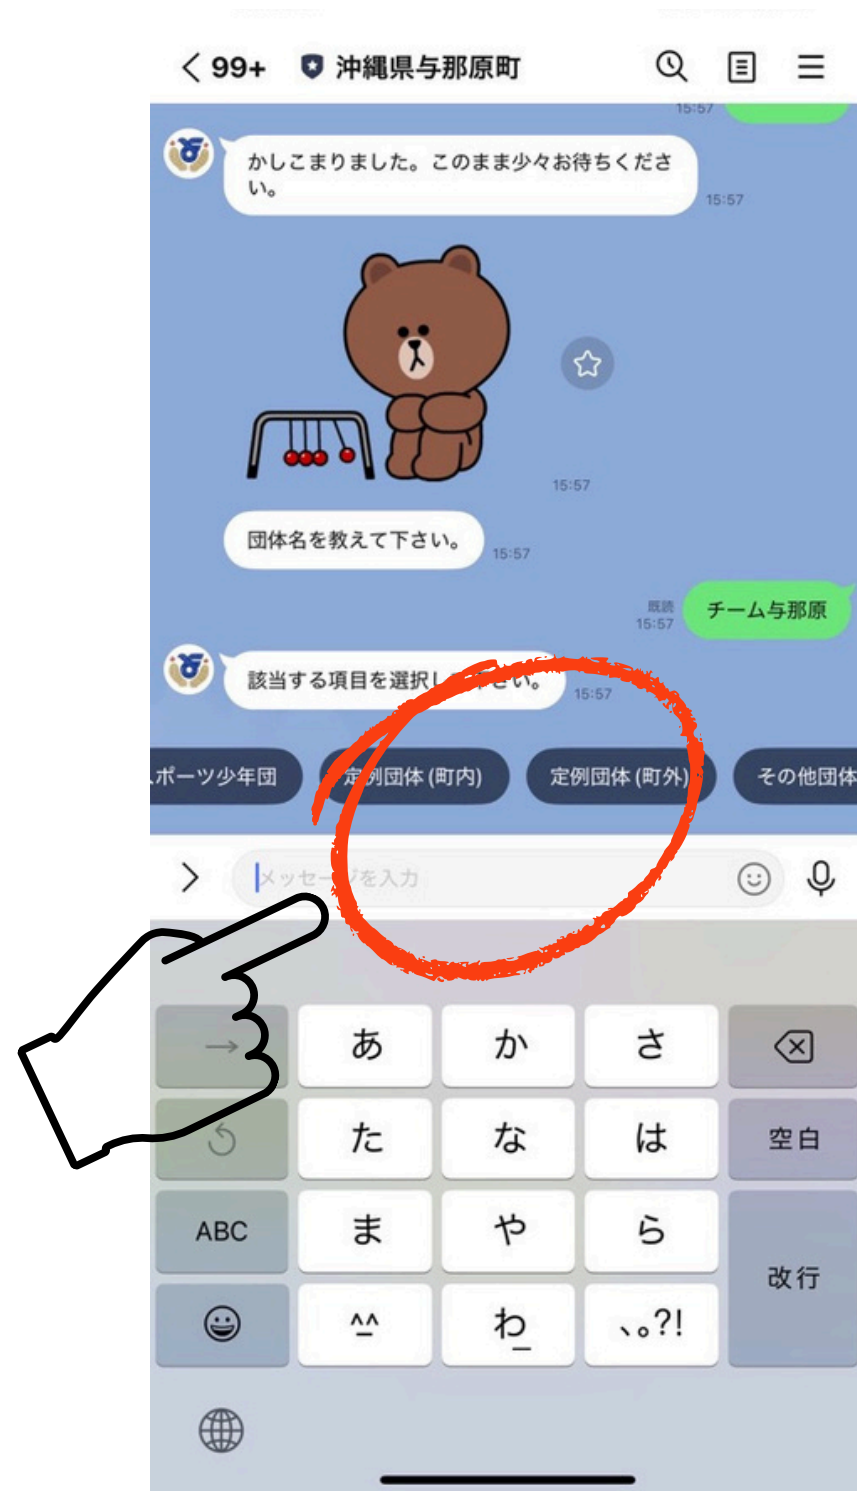 99+ 沖縄県与那原町
15:57
かしこまりました。このまま少々お待ちくださ
い。
15:57
15:57
団体名を教えて下さい。
15:57
既読
15:57
チーム与那原
該当する項目を選択して下さい。
15:57
ポーツ少年団 定例団体 (町内) 定例団体 (町外) その他団体
メッセージを入力
→ あ か さ
た な は 空白
ABC ま や ら
改行
^^ わ 、。?!